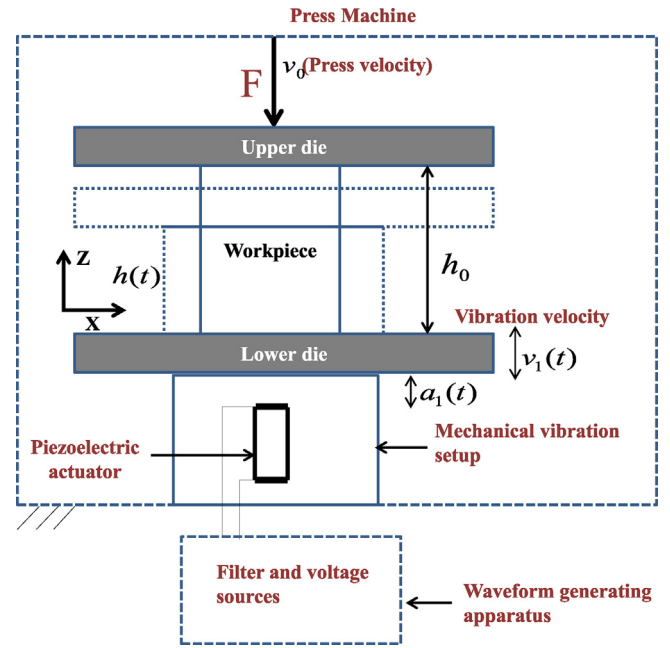 Press Machine
F
v₀(Press velocity)
Upper die
Workpiece
Z
h(t)
h₀
X
Vibration velocity
Lower die
v₁(t)
a₁(t)
Piezoelectric
actuator
Mechanical vibration
setup
Filter and voltage
sources
Waveform generating
apparatus